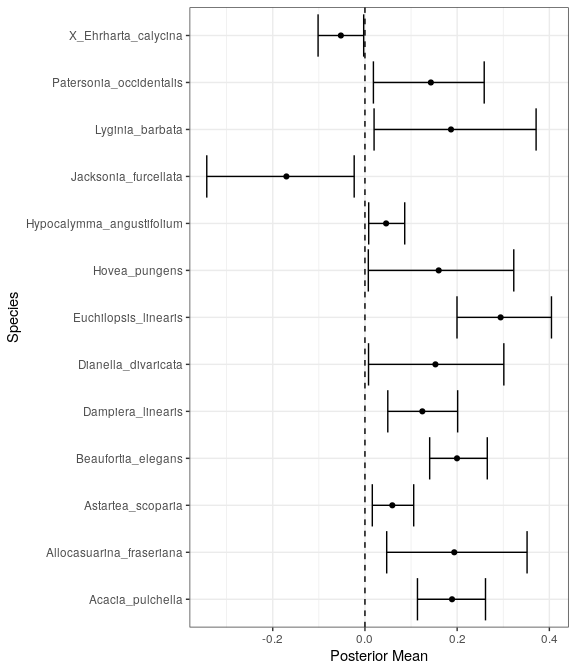 X_Ehrharta_calycina
Patersonia_occidentalis
Lyginia_barbata
Jacksonia_furcellata
Hypocalymma_angustifolium
Hovea_pungens
Euchilopsis_linearis
Dianella_divaricata
Dampiera_linearis
Beaufortia_elegans
Astartea_scoparia
Allocasuarina_fraseriana
Acacia_pulchella
Species
-0.2 0.0 0.2 0.4
Posterior Mean